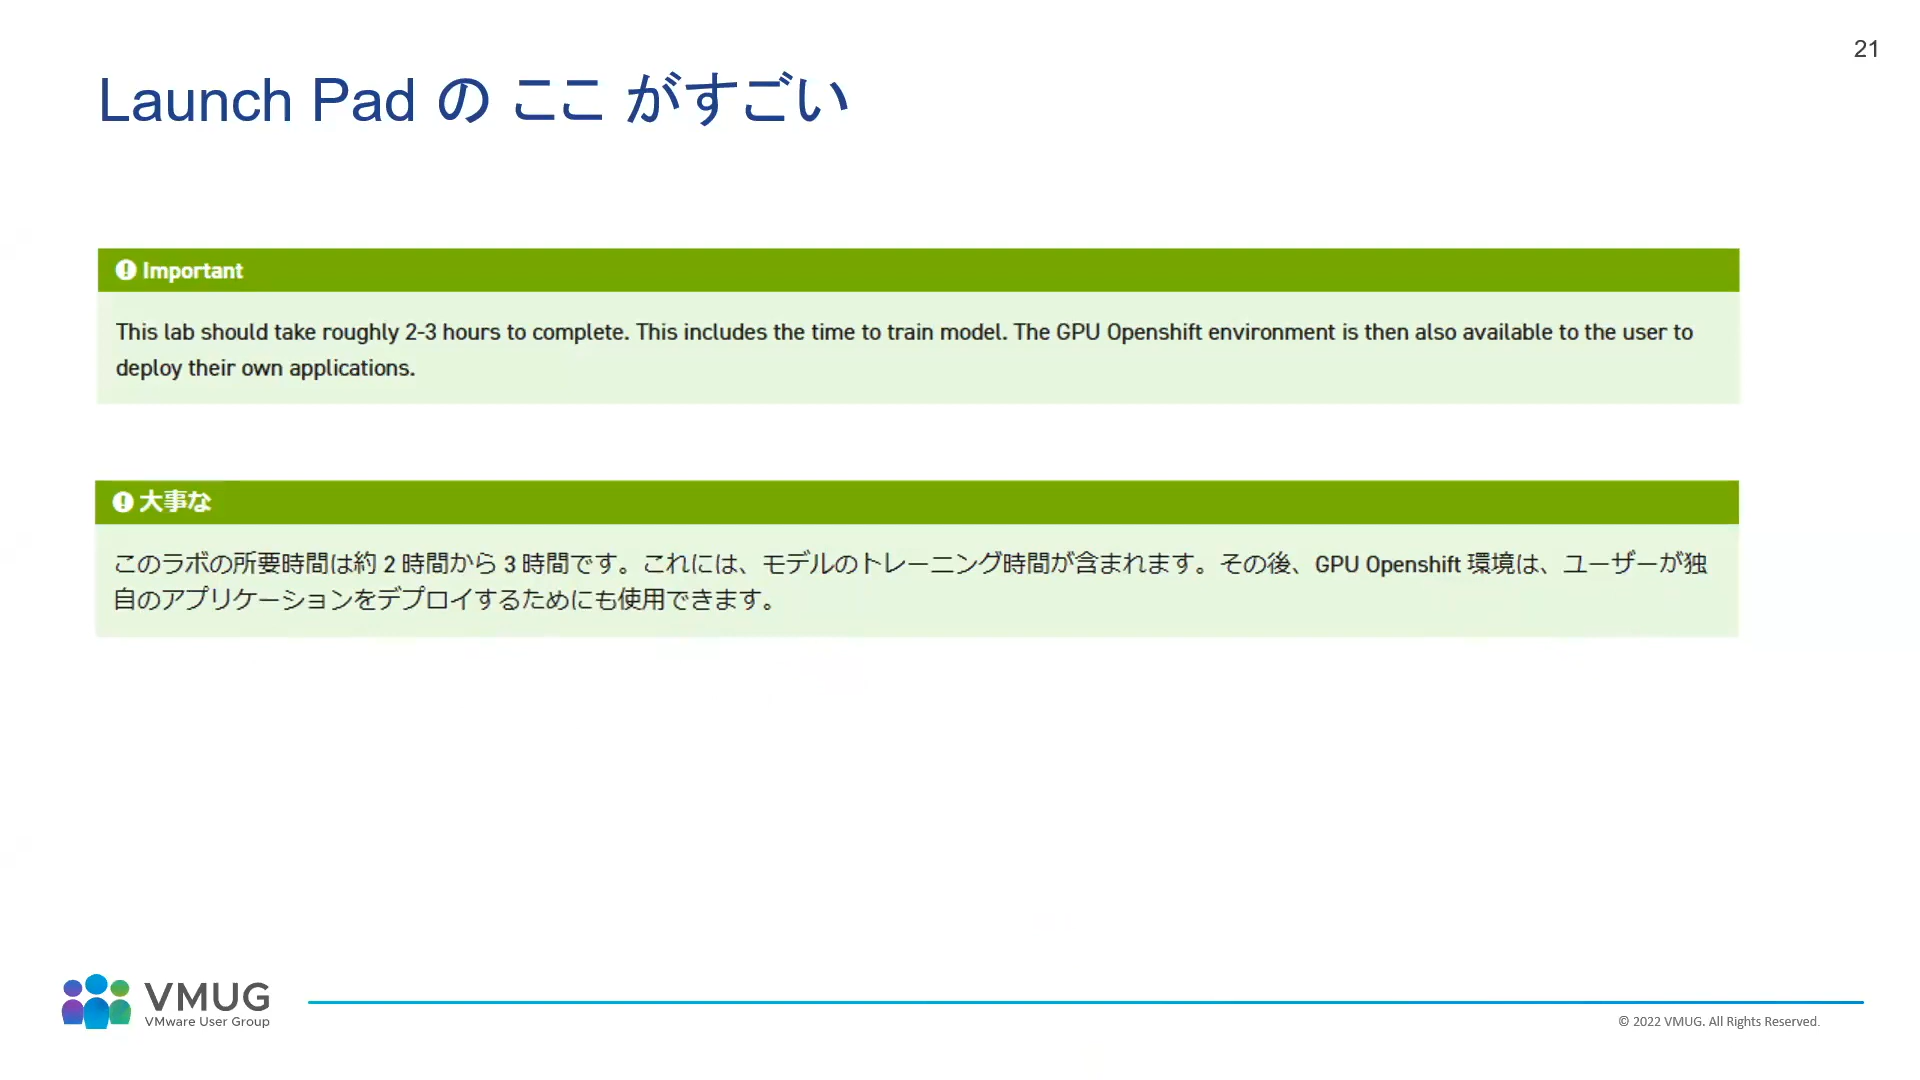 21
Launch Pad の ここ がすごい
Important
This lab should take roughly 2-3 hours to complete. This includes the time to train model. The GPU Openshift environment is then also available to the user to
deploy their own applications.
大事な
このラボの所要時間は約 2 時間から 3 時間です。これには、モデルのトレーニング時間が含まれます。その後、GPU Openshift 環境は、ユーザーが独
自のアプリケーションをデプロイするためにも使用できます。
VMUG
VMware User Group
© 2022 VMUG. All Rights Reserved.